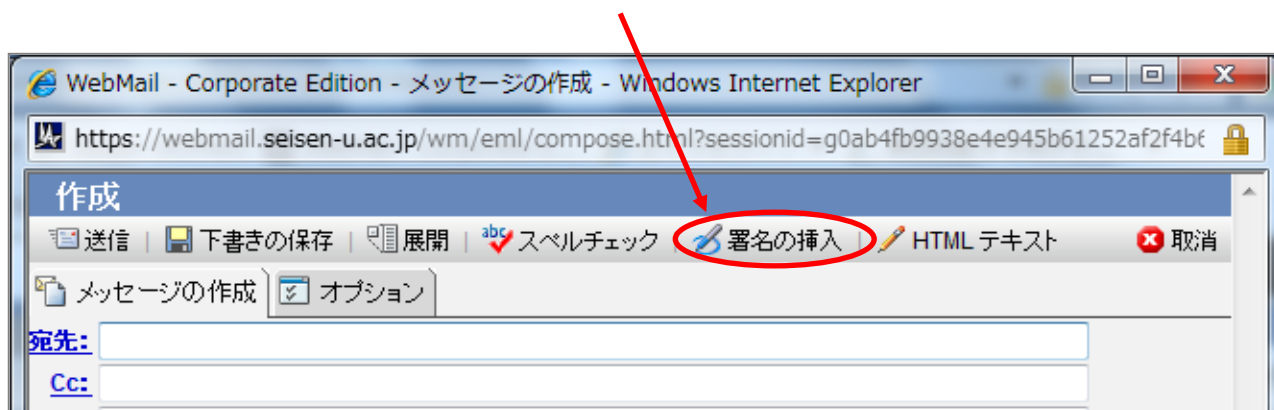 WebMail - Corporate Edition - メッセージの作成 - Windows Internet Explorer
https://webmail.seisen-u.ac.jp/wm/eml/compose.html?sessionid=g0ab4fb9938e4e945b61252af2f4b6
作成
送信 | 下書きの保存 | 展開 | abc スペルチェック | 署名の挿入 | HTML テキスト 取消
メッセージの作成 オプション
宛先:
Cc: